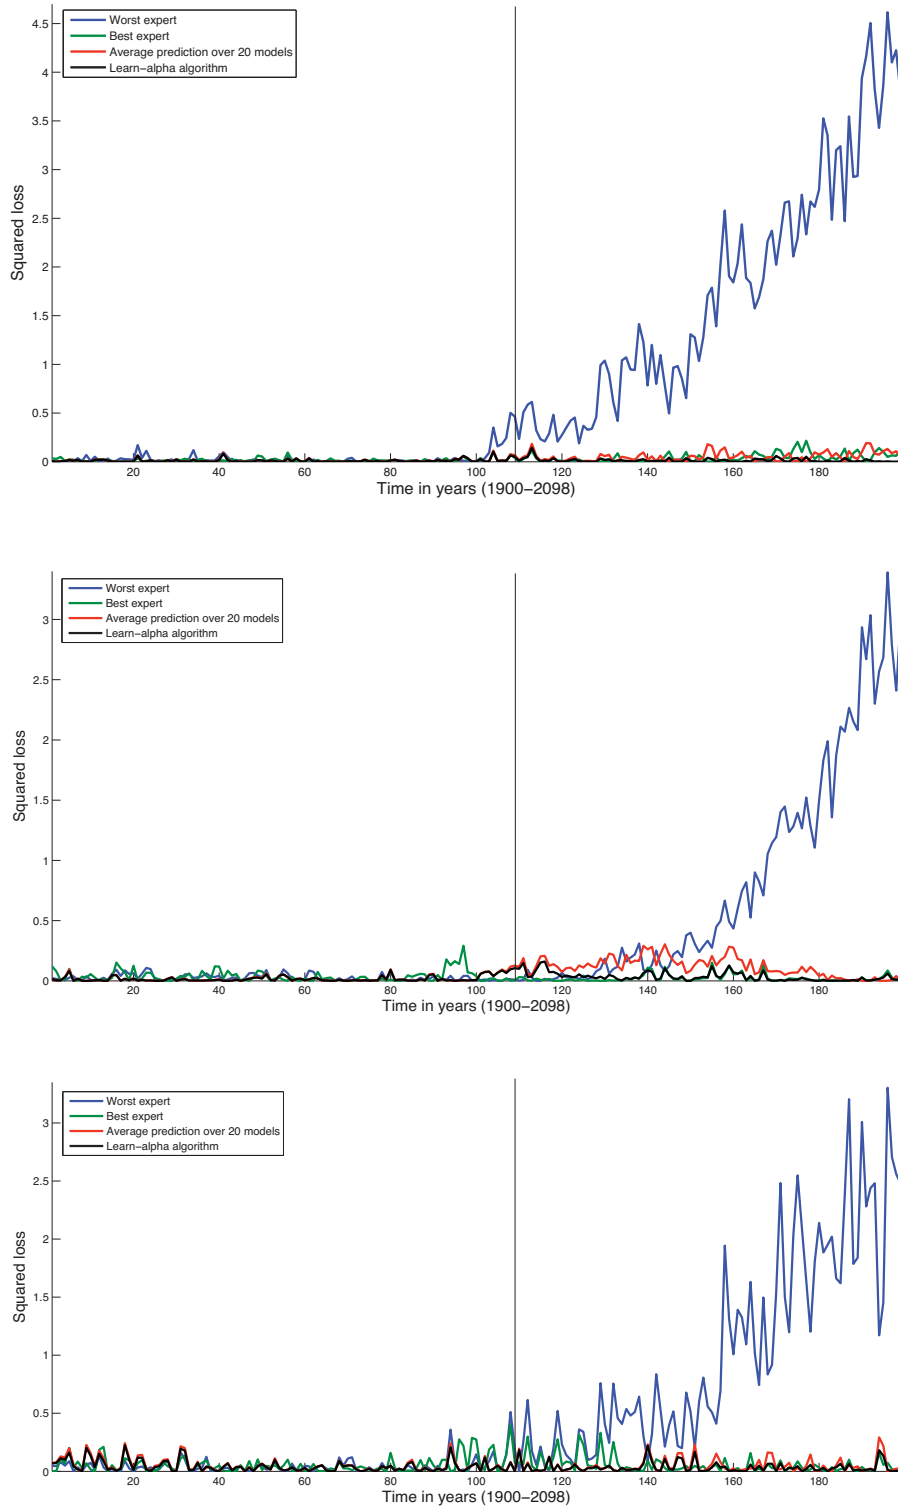 4.5
4
3.5
3
2.5
2
1.5
1
0.5
0
Squared loss
Worst expert
Best expert
Average prediction over 20 models
Learn−alpha algorithm
20 40 60 80 100 120 140 160 180
Time in years (1900−2098)
3
2.5
2
1.5
1
0.5
0
Squared loss
Worst expert
Best expert
Average prediction over 20 models
Learn−alpha algorithm
20 40 60 80 100 120 140 160 180
Time in years (1900−2098)
3
2.5
2
1.5
1
0.5
0
Squared loss
Worst expert
Best expert
Average prediction over 20 models
Learn−alpha algorithm
20 40 60 80 100 120 140 160 180
Time in years (1900−2098)